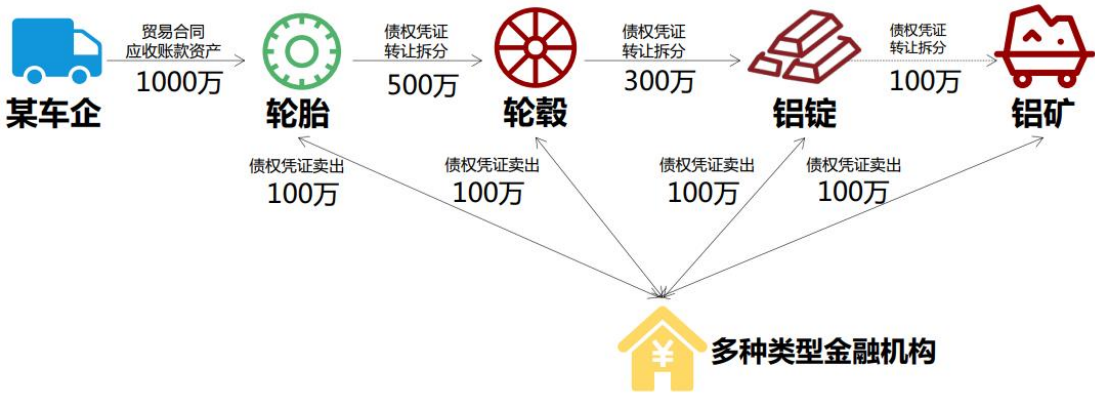 贸易合同
应收账款资产
1000万
债权凭证
转让拆分
500万
债权凭证
转让拆分
300万
债权凭证
转让拆分
100万
某车企
轮胎
轮毂
铝锭
铝矿
债权凭证卖出
100万
债权凭证卖出
100万
债权凭证卖出
100万
债权凭证卖出
100万
¥
多种类型金融机构